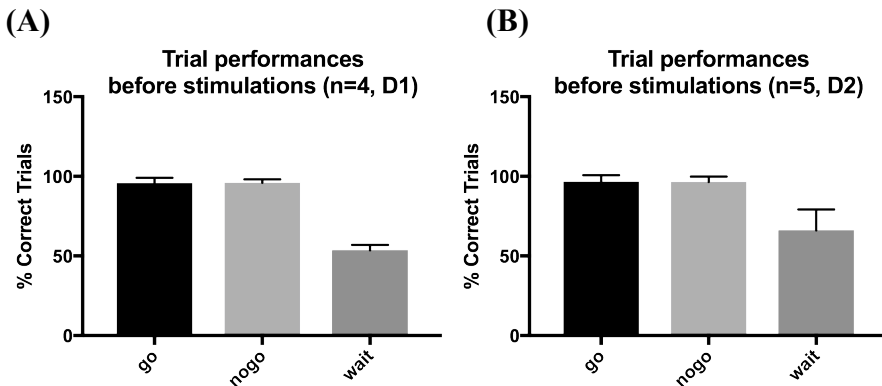 (A)
Trial performances
before stimulations (n=4, D1)
% Correct Trials
150
100
50
0
go
nogo
wait
(B)
Trial performances
before stimulations (n=5, D2)
% Correct Trials
150
100
50
0
go
nogo
wait